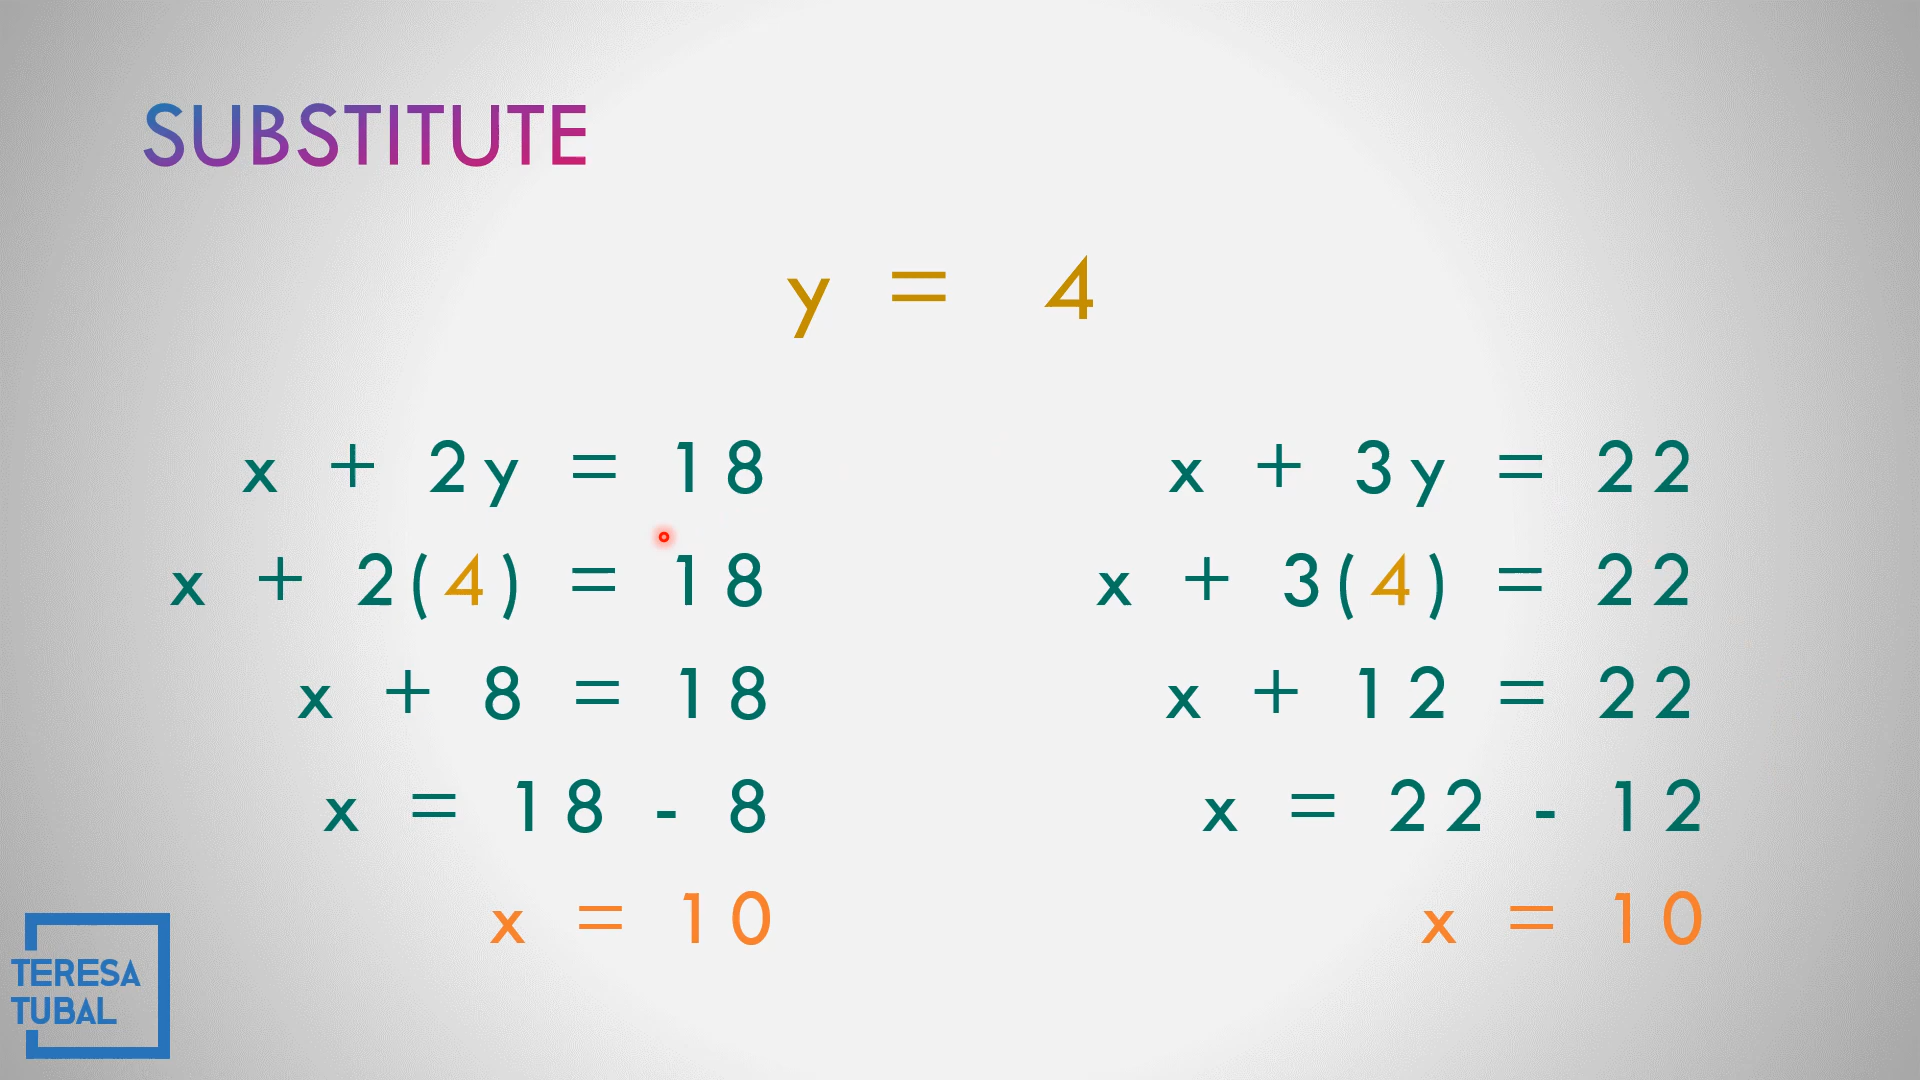 SUBSTITUTE
y = 4
x + 2y = 18
x + 2(4) = 18
x + 8 = 18
x = 18 - 8
x = 10
x + 3y = 22
x + 3(4) = 22
x + 12 = 22
x = 22 - 12
x = 10
TERESA
TUBAL